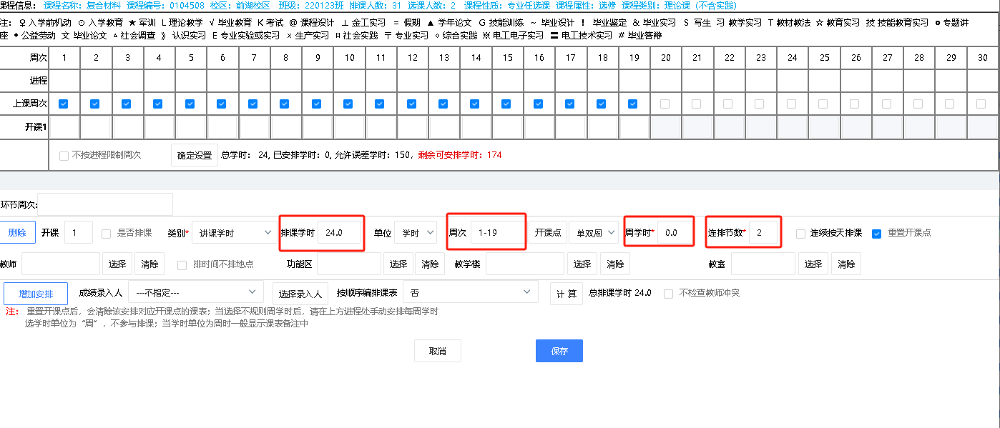 课程信息： 课程名称：复合材料 课程编号：0104508 校区：前湖校区 班级：220123班 排课人数：31 选课人数：2 课程性质：专业任选课 课程属性：选修 课程类别：理论课（不含实践）
注：♀入学前机动 ⊙入学教育 ★军训 L理论教学 √毕业教育 K考试 @课程设计 ⊥金工实习 =假期 ▲学年论文 G技能训练 ~毕业设计 ！毕业鉴定 &毕业实习 S写生 习教学实习 T教材教法 ☆教育实习 技技能教育实习 ✪专题讲
座 ◆公益劳动 文毕业论文 ▵社会调查 》认识实习 E专业实验或实习 ×生产实习 ¤社会实践 〒专业实习 ◇综合实践 ※电工电子实习 〓电工技术实习 #毕业答辩
周次 1 2 3 4 5 6 7 8 9 10 11 12 13 14 15 16 17 18 19 20 21 22 23 24 25 26 27 28 29 30
进程
上课周次
开课1
不按进程限制周次 确定设置 总学时： 24, 已安排学时：0, 允许误差学时：150, 剩余可安排学时：174
环节周次:
删除 开课 1 是否排课 类别* 讲课学时 排课学时 24.0 单位 学时 周次 1-19 开课点 单双周 周学时* 0.0 连排节数* 2 连续按天排课 重置开课点
教师 选择 清除 排时间不排地点 功能区 选择 清除 教学楼 选择 清除 教室 选择 清除
增加安排 成绩录入人 ---不指定--- 选择录入人 按顺序编排课表 否 计 算 总排课学时 24.0 不检查教师冲突
注： 重置开课点后，会清除该安排对应开课点的课表；当选择不规则周学时后，请在上方进程处手动安排每周学时
选学时单位为“周”，不参与排课；当学时单位为周时一般显示课表备注中
取消 保存